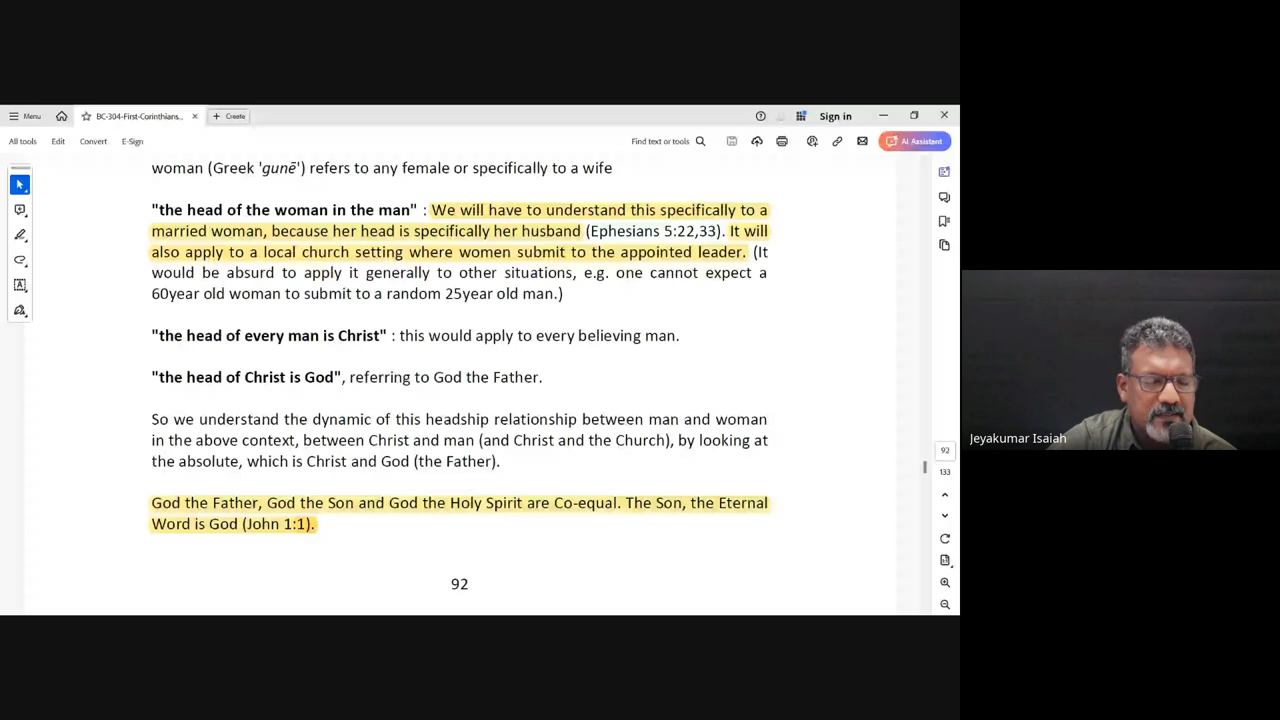 Menu
BC-304-First-Corinthians...
Create
Sign in
All tools Edit Convert E-Sign
Find text or tools
AI Assistant
woman (Greek 'gunē') refers to any female or specifically to a wife
"the head of the woman in the man" : We will have to understand this specifically to a
married woman, because her head is specifically her husband (Ephesians 5:22,33). It will
also apply to a local church setting where women submit to the appointed leader. (It
would be absurd to apply it generally to other situations, e.g. one cannot expect a
60year old woman to submit to a random 25year old man.)
"the head of every man is Christ" : this would apply to every believing man.
"the head of Christ is God", referring to God the Father.
So we understand the dynamic of this headship relationship between man and woman
in the above context, between Christ and man (and Christ and the Church), by looking at
the absolute, which is Christ and God (the Father).
God the Father, God the Son and God the Holy Spirit are Co-equal. The Son, the Eternal
Word is God (John 1:1).
92
92
133
Jeyakumar Isaiah